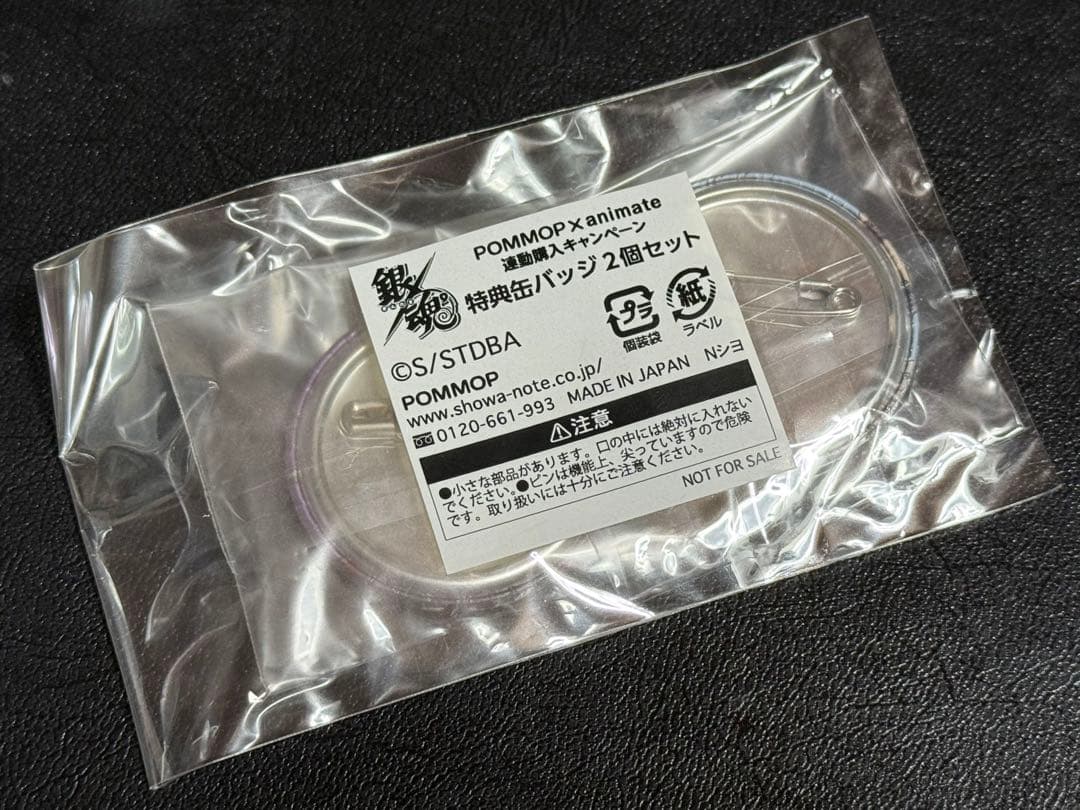 POMMOP×animate
連動購入キャンペーン
特典缶バッジ2個セット
銀魂
プラ
個装袋
紙
ラベル
©S/STDBA
POMMOP
www.showa-note.co.jp/
0120-661-993 MADE IN JAPAN Nシヨ
⚠注意
●小さな部品があります。口の中には絶対に入れない
でください。●ピンは機能上、尖っていますので危険
です。取り扱いには十分にご注意ください。
NOT FOR SALE